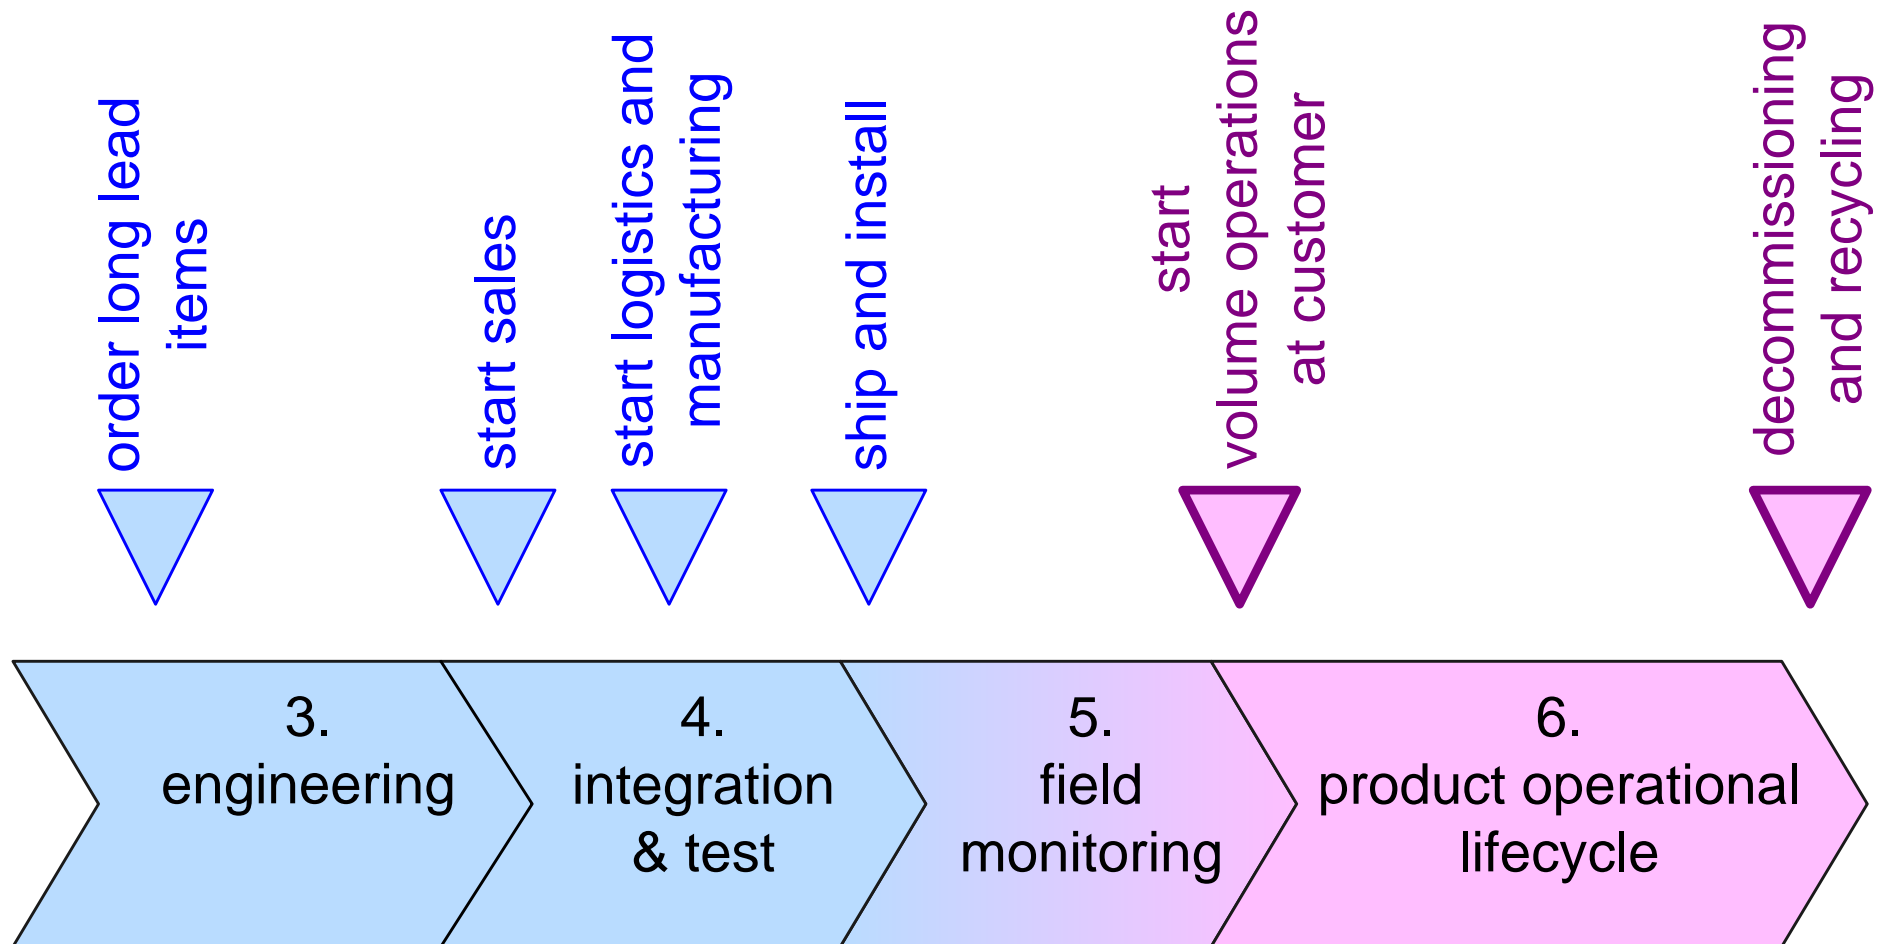 order long lead
items
start sales
start logistics and
manufacturing
ship and install
start
volume operations
at customer
decommissioning
and recycling
3.
engineering
4.
integration
& test
5.
field
monitoring
6.
product operational
lifecycle